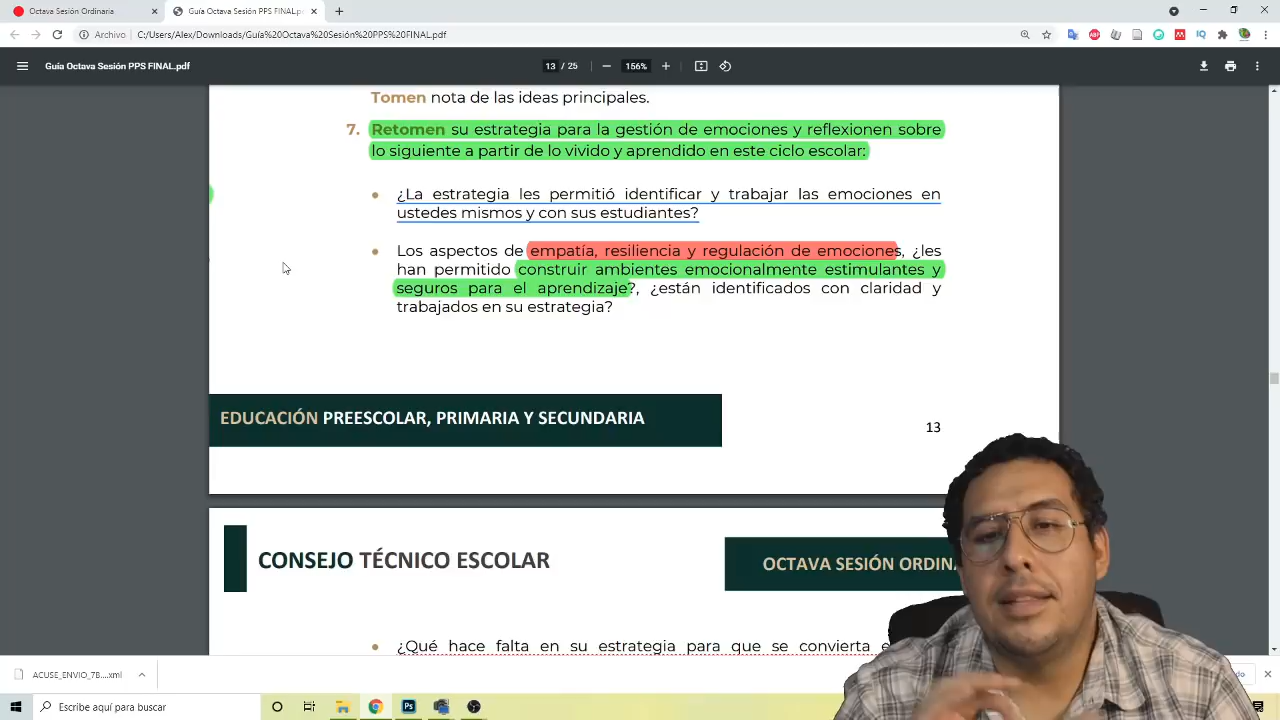 Octava Sesión Ordinaria.
Guía Octava Sesión PPS FINAL.p
Archivo
C:/Users/Alex/Downloads/Guía%20Octava%20Sesión%20PPS%20FINAL.pdf
Guía Octava Sesión PPS FINAL.pdf
13 / 25
156%
Tomen nota de las ideas principales.
7. Retomen su estrategia para la gestión de emociones y reflexionen sobre
lo siguiente a partir de lo vivido y aprendido en este ciclo escolar:
• ¿La estrategia les permitió identificar y trabajar las emociones en
ustedes mismos y con sus estudiantes?
• Los aspectos de empatía, resiliencia y regulación de emociones, ¿les
han permitido construir ambientes emocionalmente estimulantes y
seguros para el aprendizaje?, ¿están identificados con claridad y
trabajados en su estrategia?
EDUCACIÓN PREESCOLAR, PRIMARIA Y SECUNDARIA
13
CONSEJO TÉCNICO ESCOLAR
OCTAVA SESIÓN ORDIN
• ¿Qué hace falta en su estrategia para que se convierta
ACUSE_ENVIO_7B....xml
Escribe aquí para buscar